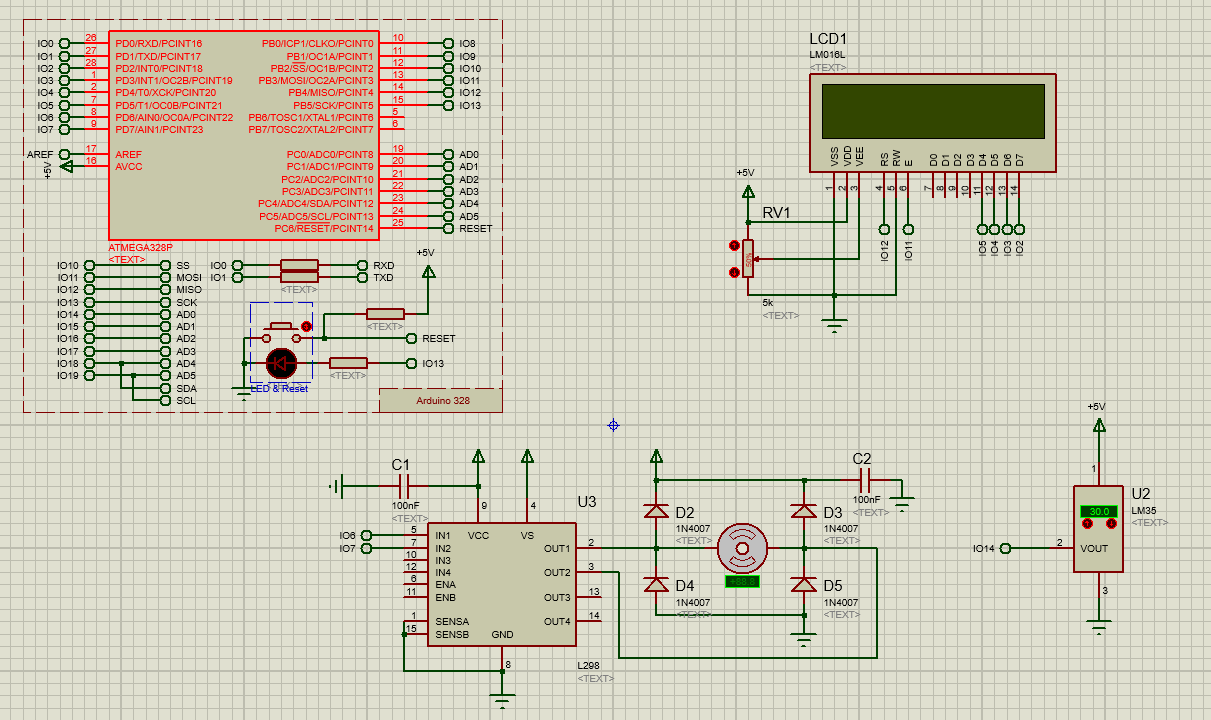 26 PD0/RXD/PCINT16 PB0/ICP1/CLKO/PCINT0 10
IO0 IO8
27 PD1/TXD/PCINT17 PB1/OC1A/PCINT1 11
IO1 IO9
28 PD2/INT0/PCINT18 PB2/SS/OC1B/PCINT2 12
IO2 IO10
1 PD3/INT1/OC2B/PCINT19 PB3/MOSI/OC2A/PCINT3 13
IO3 IO11
2 PD4/T0/XCK/PCINT20 PB4/MISO/PCINT4 14
IO4 IO12
7 PD5/T1/OC0B/PCINT21 PB5/SCK/PCINT5 15
IO5 IO13
8 PD6/AIN0/OC0A/PCINT22 PB6/TOSC1/XTAL1/PCINT6 5
IO6
9 PD7/AIN1/PCINT23 PB7/TOSC2/XTAL2/PCINT7 6
IO7
AREF 17 AREF PC0/ADC0/PCINT8 19 AD0
+5V 16 AVCC PC1/ADC1/PCINT9 20 AD1
PC2/ADC2/PCINT10 21 AD2
PC3/ADC3/PCINT11 22 AD3
PC4/ADC4/SDA/PCINT12 23 AD4
PC5/ADC5/SCL/PCINT13 24 AD5
PC6/RESET/PCINT14 25 RESET
ATMEGA328P
<TEXT>
IO10 SS
IO11 MOSI
IO12 MISO
IO13 SCK
IO14 AD0
IO15 AD1
IO16 AD2
IO17 AD3
IO18 AD4
IO19 AD5
SDA
SCL
IO0 RXD
IO1 TXD
<TEXT>
+5V
<TEXT>
RESET
IO13
<TEXT>
LED & Reset
Arduino 328
LCD1
LM016L
<TEXT>
VSS VDD VEE RS RW E D0 D1 D2 D3 D4 D5 D6 D7
1 2 3 4 5 6 7 8 9 10 11 12 13 14
IO12 IO11 IO5 IO4 IO3 IO2
+5V
RV1
50%
5k
<TEXT>
C1
100nF
<TEXT>
9 4
U3
IO6 5 IN1 VCC VS
IO7 7 IN2 OUT1 2
10 IN3
12 IN4 OUT2 3
6 ENA
11 ENB OUT3 13
1 SENSA OUT4 14
15 SENSB GND
8
L298
<TEXT>
C2
100nF
<TEXT>
D2
1N4007
<TEXT>
D3
1N4007
<TEXT>
+88.8
D4
1N4007
<TEXT>
D5
1N4007
<TEXT>
+5V
1
U2
LM35
<TEXT>
30.0
IO14 2 VOUT
3